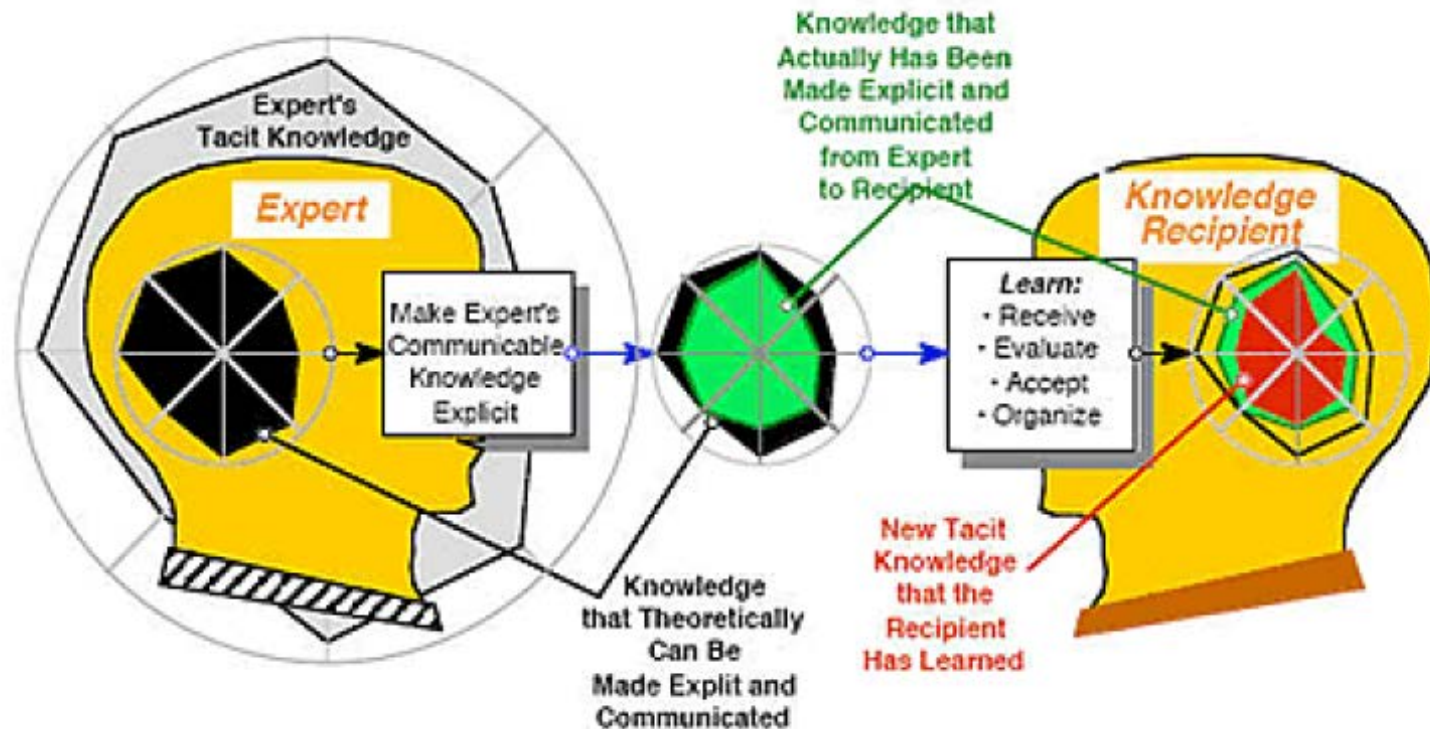 Expert's
Tacit Knowledge
Expert
Make Expert's
Communicable
Knowledge
Explicit
Knowledge that
Actually Has Been
Made Explicit and
Communicated
from Expert
to Recipient
Knowledge
that Theoretically
Can Be
Made Explit and
Communicated
Knowledge
Recipient
Learn:
• Receive
• Evaluate
• Accept
• Organize
New Tacit
Knowledge
that the
Recipient
Has Learned